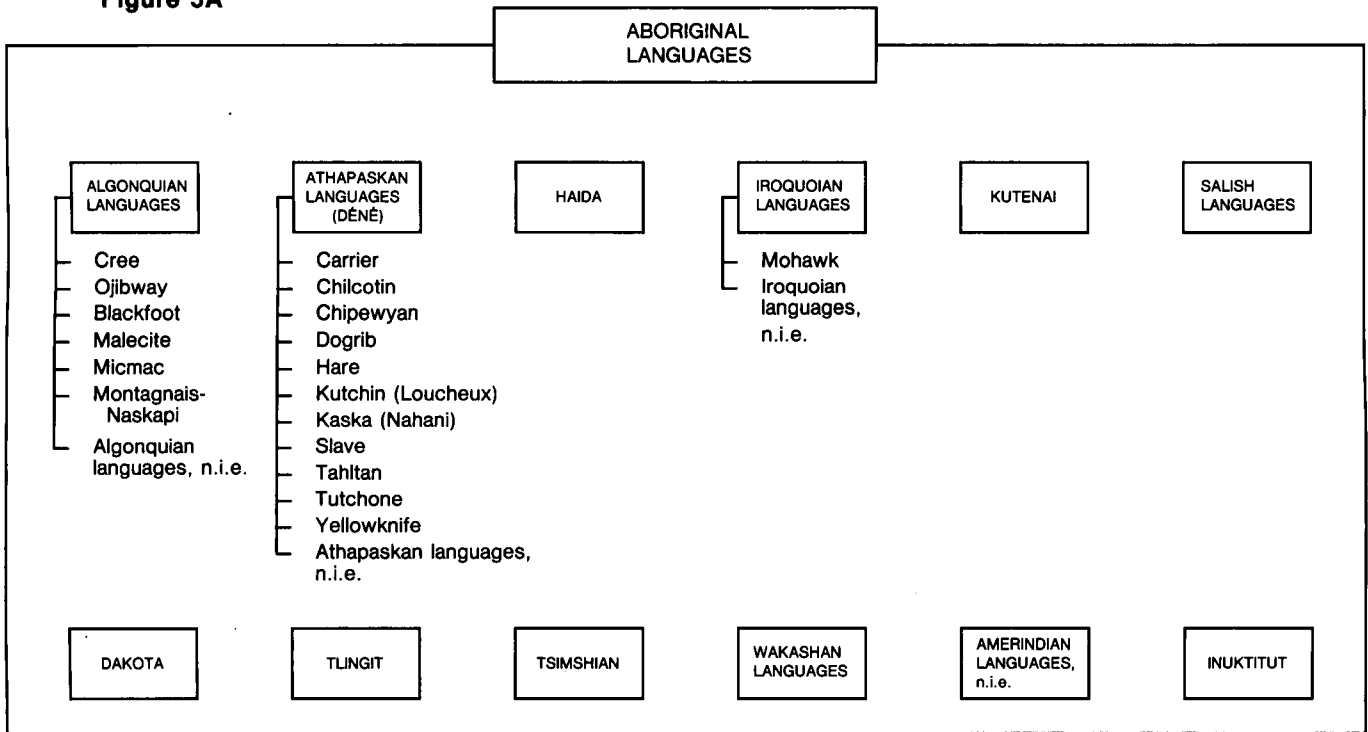 Figure 3A
ABORIGINAL
LANGUAGES
ALGONQUIAN
LANGUAGES
Cree
Ojibway
Blackfoot
Malecite
Micmac
Montagnais-
Naskapi
Algonquian
languages, n.i.e.
ATHAPASKAN
LANGUAGES
(DÉNÉ)
Carrier
Chilcotin
Chipewyan
Dogrib
Hare
Kutchin (Loucheux)
Kaska (Nahani)
Slave
Tahltan
Tutchone
Yellowknife
Athapaskan languages,
n.i.e.
HAIDA
IROQUOIAN
LANGUAGES
Mohawk
Iroquoian
languages,
n.i.e.
KUTENAI
SALISH
LANGUAGES
DAKOTA
TLINGIT
TSIMSHIAN
WAKASHAN
LANGUAGES
AMERINDIAN
LANGUAGES,
n.i.e.
INUKTITUT